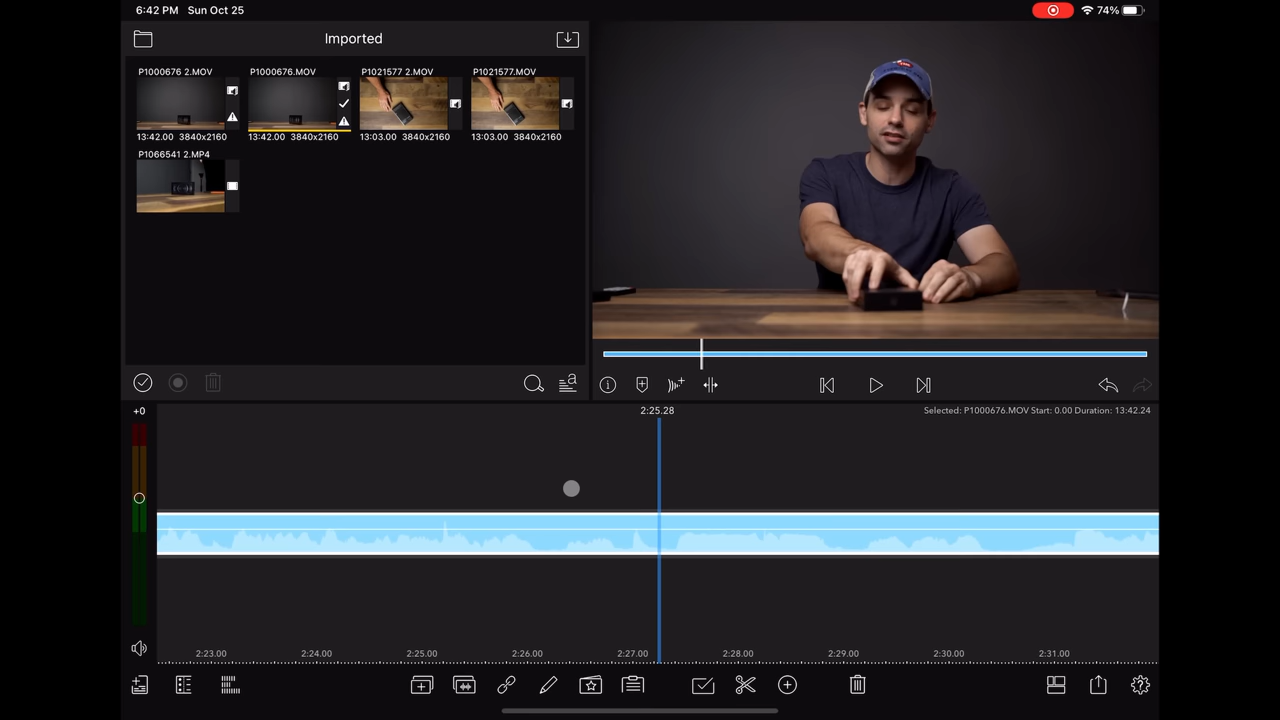 6:42 PM Sun Oct 25
74%
Imported
P1000676 2.MOV
P1000676.MOV
P1021577 2.MOV
P1021577.MOV
13:42.00 3840x2160
13:42.00 3840x2160
13:03.00 3840x2160
13:03.00 3840x2160
P1066541 2.MP4
+0
2:25.28
Selected: P1000676.MOV Start: 0.00 Duration: 13:42.24
2:23.00
2:24.00
2:25.00
2:26.00
2:27.00
2:28.00
2:29.00
2:30.00
2:31.00